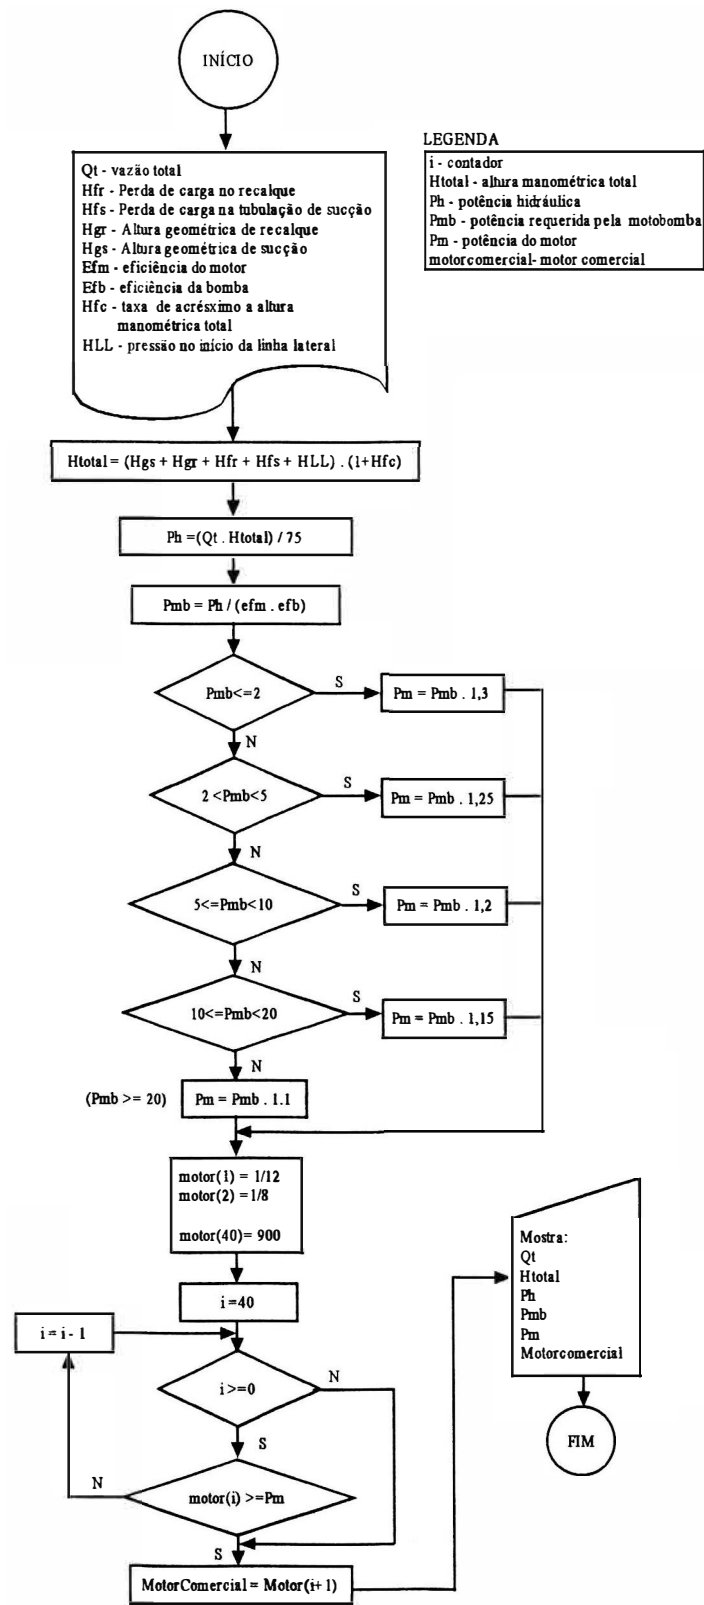 INÍCIO
Qt - vazão total
Hfr - Perda de carga no recalque
Hfs - Perda de carga na tubulação de sucção
Hgr - Altura geométrica de recalque
Hgs - Altura geométrica de sucção
Efm - eficiência do motor
Efb - eficiência da bomba
Hfc - taxa de acrésximo a altura
manométrica total
HLL - pressão no início da linha lateral
LEGENDA
i - contador
Htotal - altura manométrica total
Ph - potência hidráulica
Pmb - potência requerida pela motobomba
Pm - potência do motor
motorcomercial- motor comercial
Htotal = (Hgs + Hgr + Hfr + Hfs + HLL) . (1+Hfc)
Ph =(Qt . Htotal) / 75
Pmb = Ph / (efm . efb)
Pmb<=2
S
Pm = Pmb . 1,3
N
2 <Pmb<5
S
Pm = Pmb . 1,25
N
5<=Pmb<10
S
Pm = Pmb . 1,2
N
10<=Pmb<20
S
Pm = Pmb . 1,15
N
(Pmb >= 20)
Pm = Pmb . 1.1
motor(1) = 1/12
motor(2) =1/8
motor(40)= 900
i =40
i = i - 1
i >=0
N
S
motor(i) >=Pm
N
S
MotorComercial = Motor(i+1)
Mostra:
Qt
Htotal
Ph
Pmb
Pm
Motorcomercial
FIM